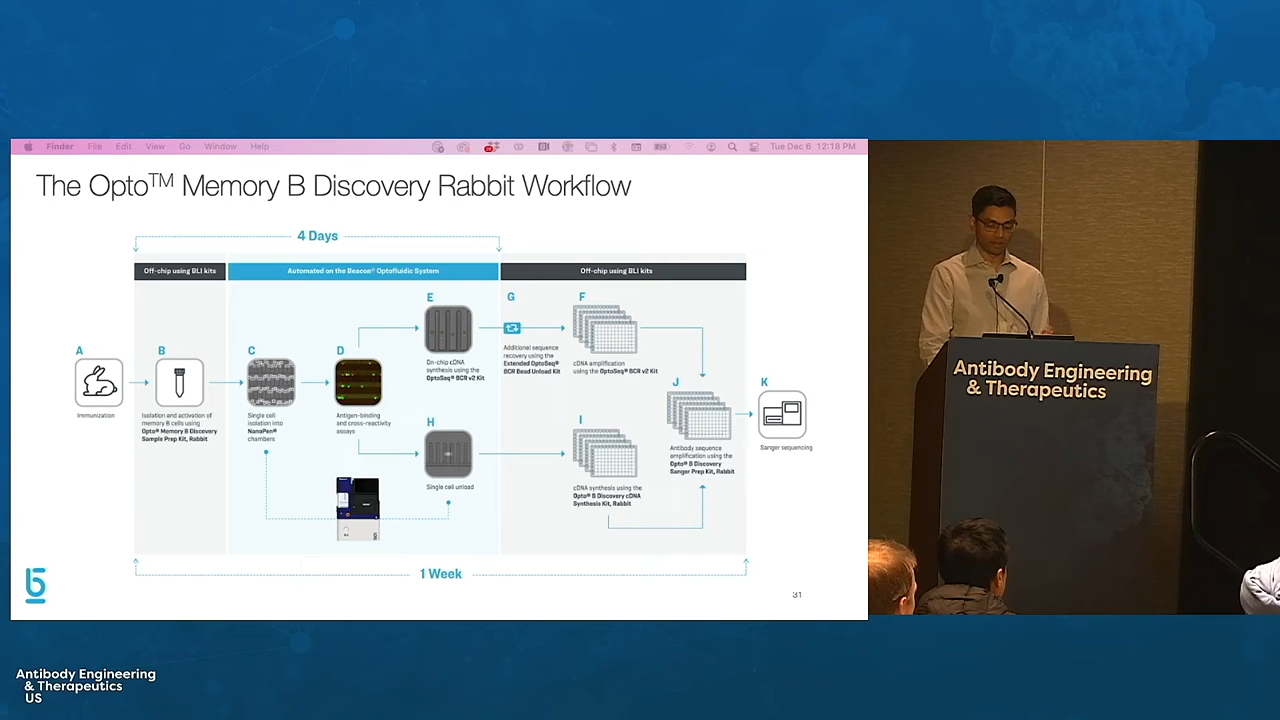 Finder File Edit View Go Window Help
Tue Dec 6 12:18 PM
The Opto™ Memory B Discovery Rabbit Workflow
4 Days
Off-chip using BLI kits
Automated on the Beacon® Optofluidic System
Off-chip using BLI kits
A
Immunization
B
Isolation and activation of
memory B cells using
Opto® Memory B Discovery
Sample Prep Kit, Rabbit
C
Single cell
isolation into
NanoPen®
chambers
D
Antigen-binding
and cross-reactivity
assays
E
On-chip cDNA
synthesis using the
OptoSeq® BCR v2 Kit
G
Additional sequence
recovery using the
Extended OptoSeq®
BCR Bead Unload Kit
F
cDNA amplification
using the OptoSeq® BCR v2 Kit
H
Single cell unload
I
cDNA synthesis using the
Opto® B Discovery cDNA
Synthesis Kit, Rabbit
J
Antibody sequence
amplification using the
Opto® B Discovery
Sanger Prep Kit, Rabbit
K
Sanger sequencing
1 Week
31
Antibody Engineering
& Therapeutics
Antibody Engineering
& Therapeutics
US